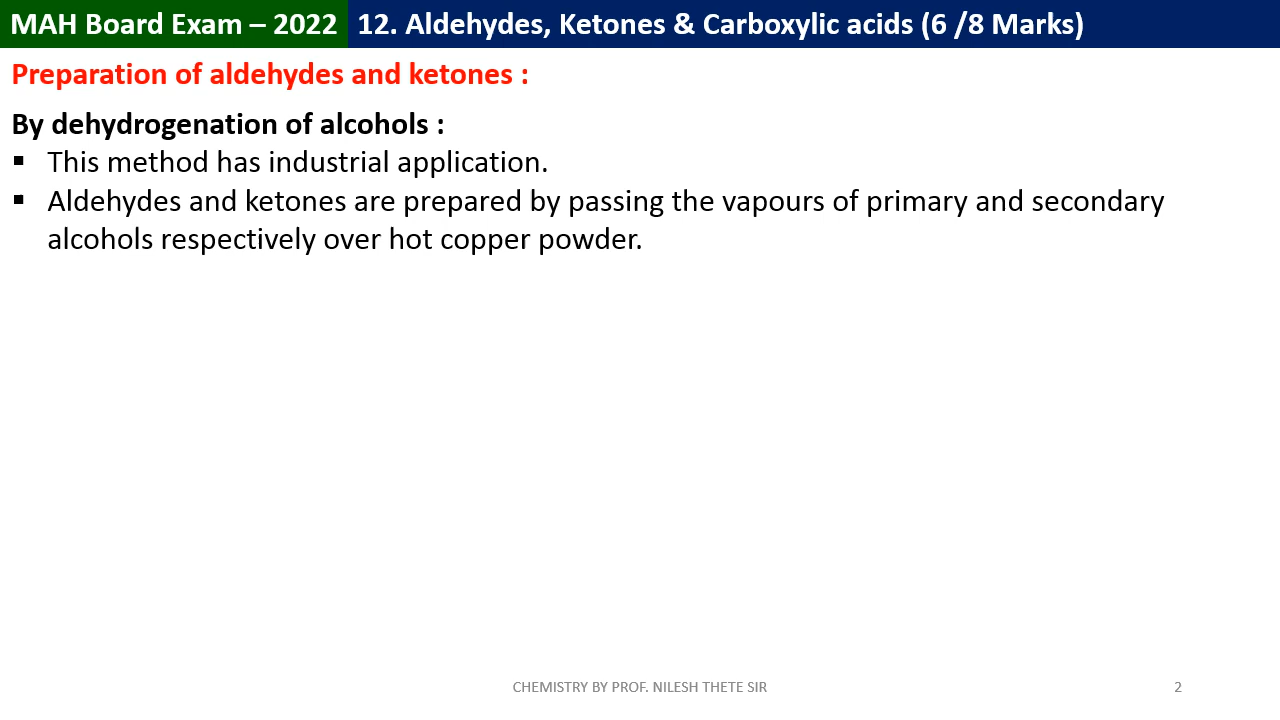 MAH Board Exam – 2022 12. Aldehydes, Ketones & Carboxylic acids (6 /8 Marks)
Preparation of aldehydes and ketones :
By dehydrogenation of alcohols :
▪ This method has industrial application.
▪ Aldehydes and ketones are prepared by passing the vapours of primary and secondary
alcohols respectively over hot copper powder.
CHEMISTRY BY PROF. NILESH THETE SIR 2